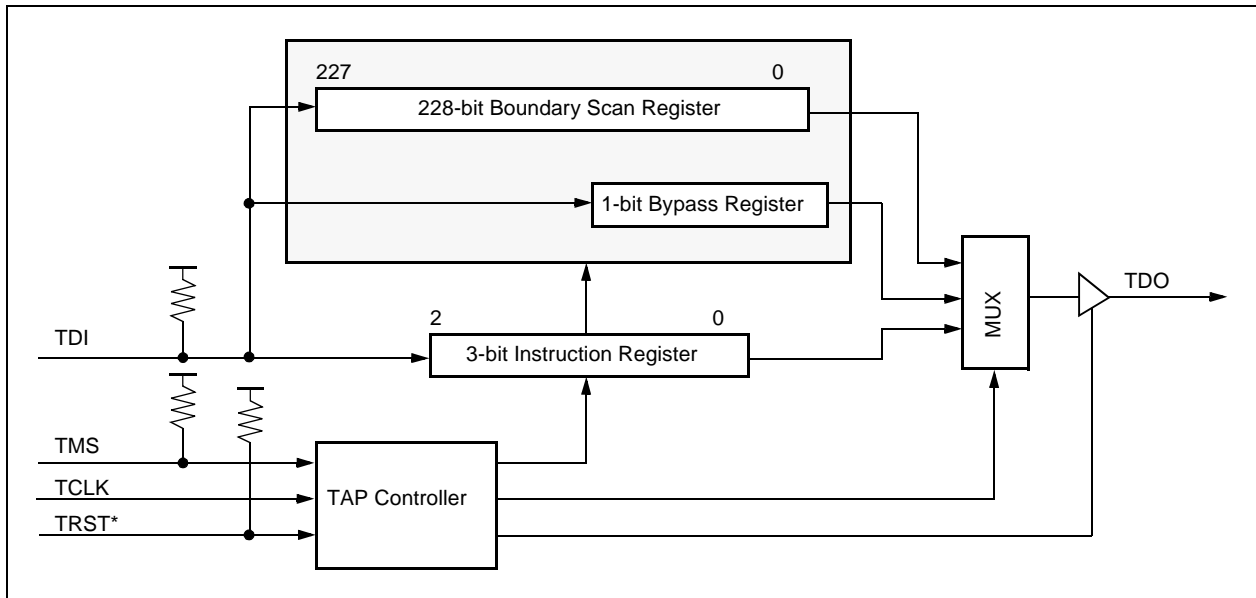 227 0
228-bit Boundary Scan Register
1-bit Bypass Register
TDO
MUX
2 0
TDI
3-bit Instruction Register
TMS
TCLK
TAP Controller
TRST*